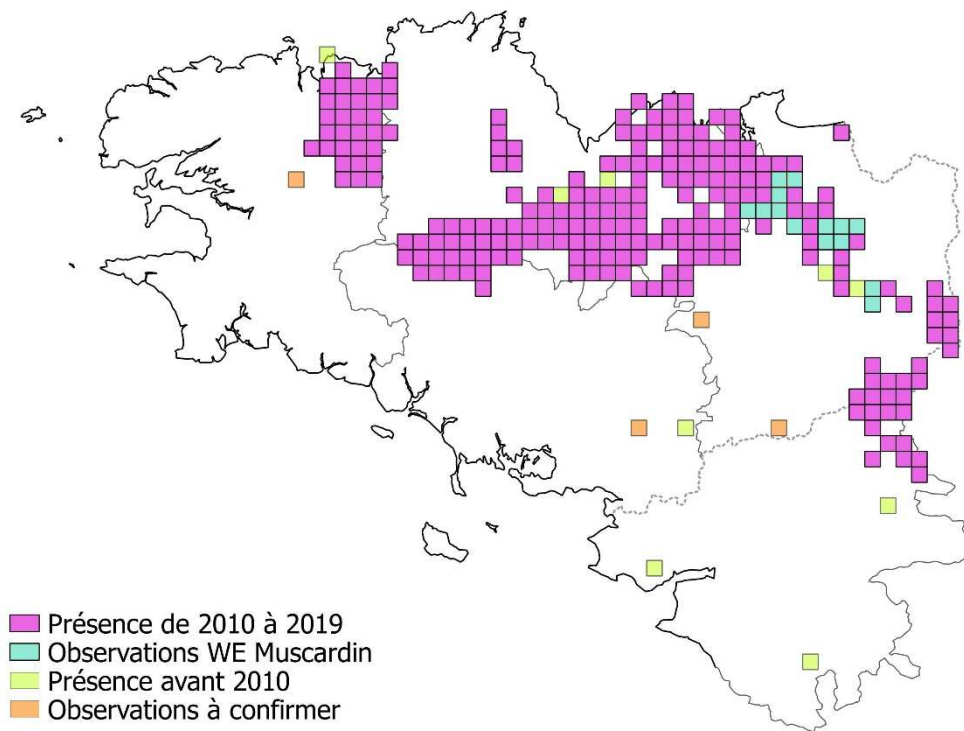 Présence de 2010 à 2019
Observations WE Muscardin
Présence avant 2010
Observations à confirmer